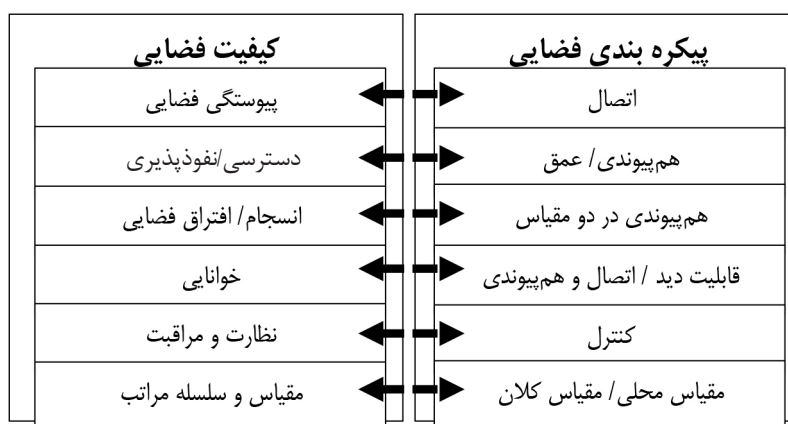 پیکره بندی فضایی
اتصال
هم‌پیوندی/ عمق
هم‌پیوندی در دو مقیاس
قابلیت دید / اتصال و هم‌پیوندی
کنترل
مقیاس محلی/ مقیاس کلان
کیفیت فضایی
پیوستگی فضایی
دسترسی/نفوذپذیری
انسجام/ افتراق فضایی
خوانایی
نظارت و مراقبت
مقیاس و سلسله مراتب